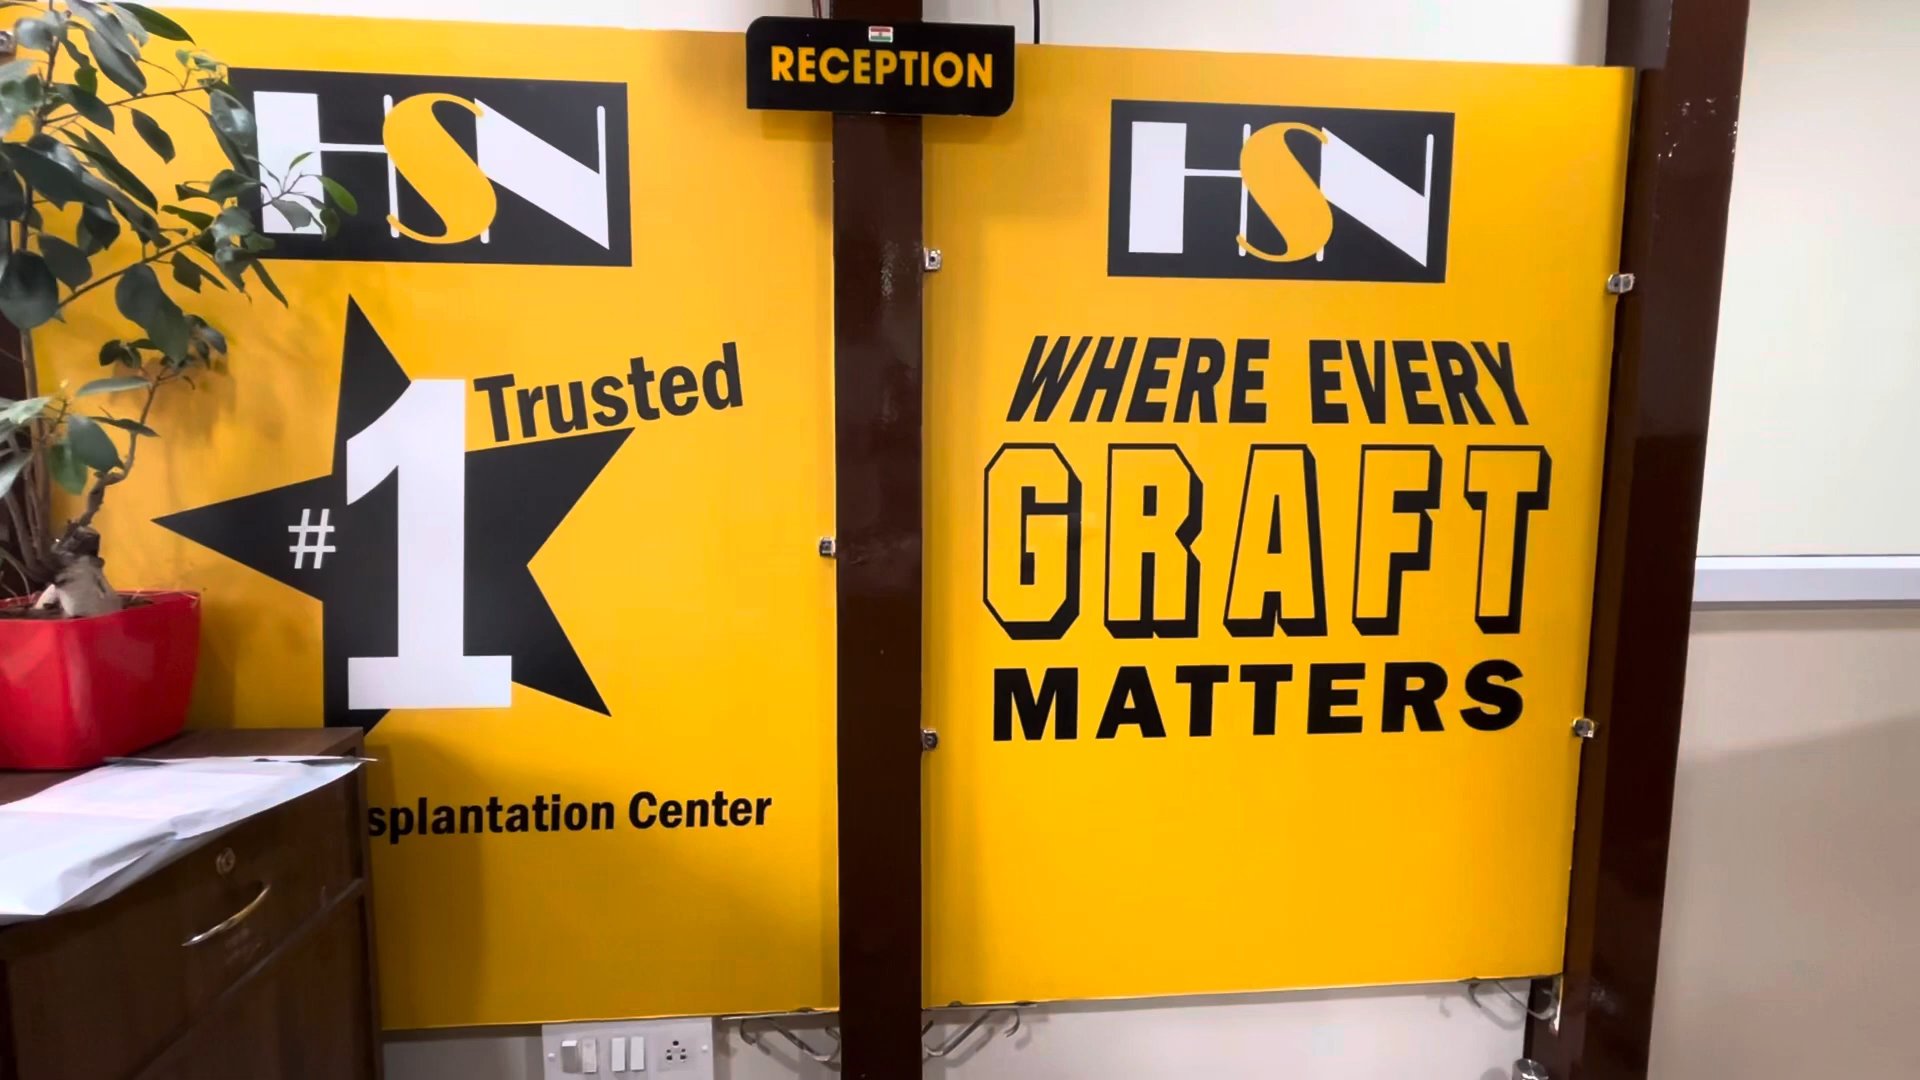 RECEPTION
HSN
#1 Trusted
splantation Center
HSN
WHERE EVERY
GRAFT
MATTERS